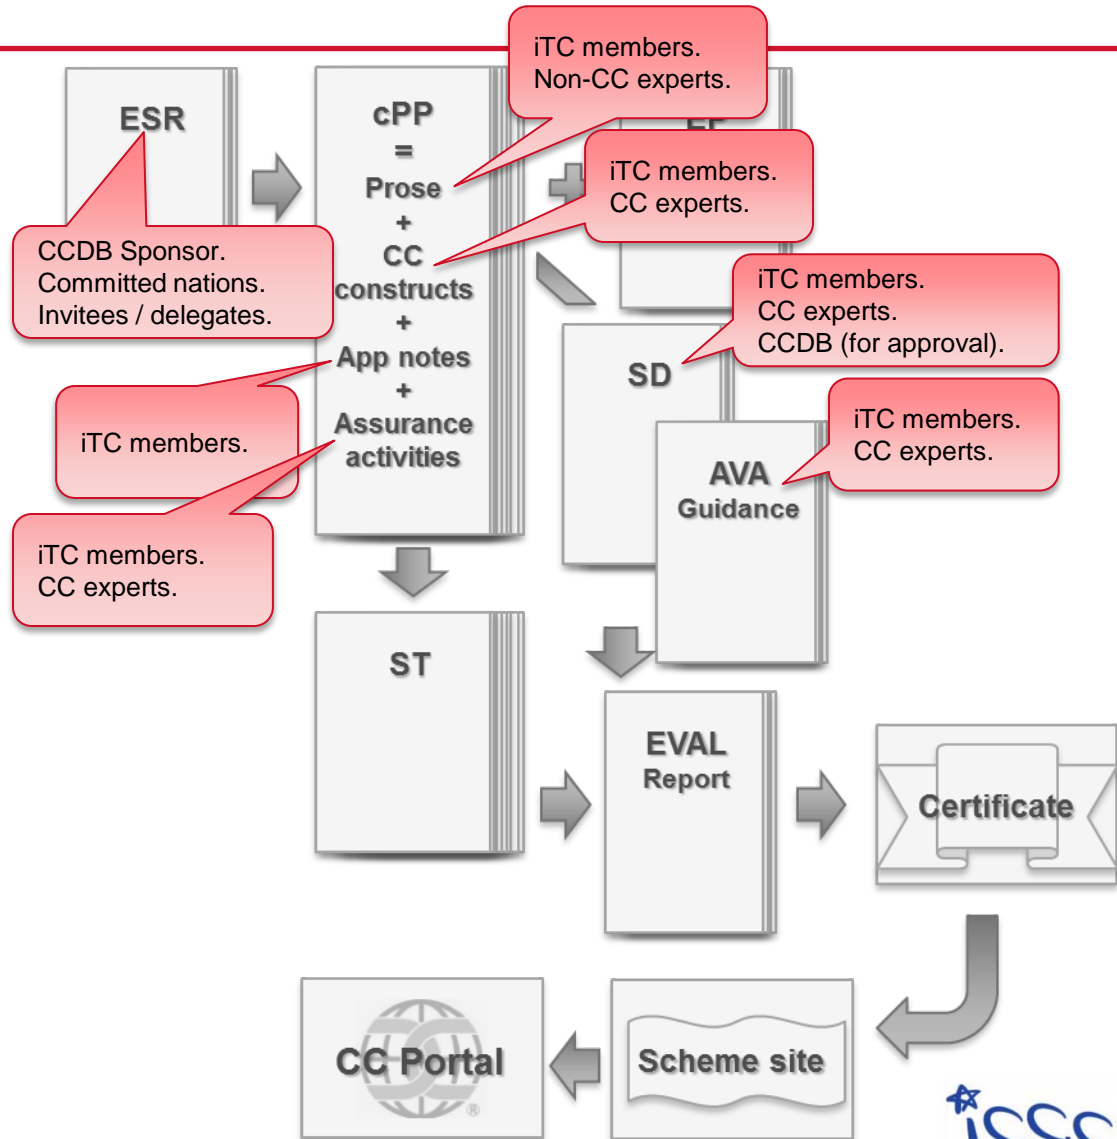 iTC members.
Non-CC experts.
ESR
cPP
=
Prose
+
CC
constructs
+
App notes
+
Assurance
activities
iTC members.
CC experts.
CCDB Sponsor.
Committed nations.
Invitees / delegates.
iTC members.
CC experts.
CCDB (for approval).
SD
iTC members.
iTC members.
CC experts.
AVA
Guidance
iTC members.
CC experts.
ST
EVAL
Report
Certificate
CC Portal
®
Scheme site